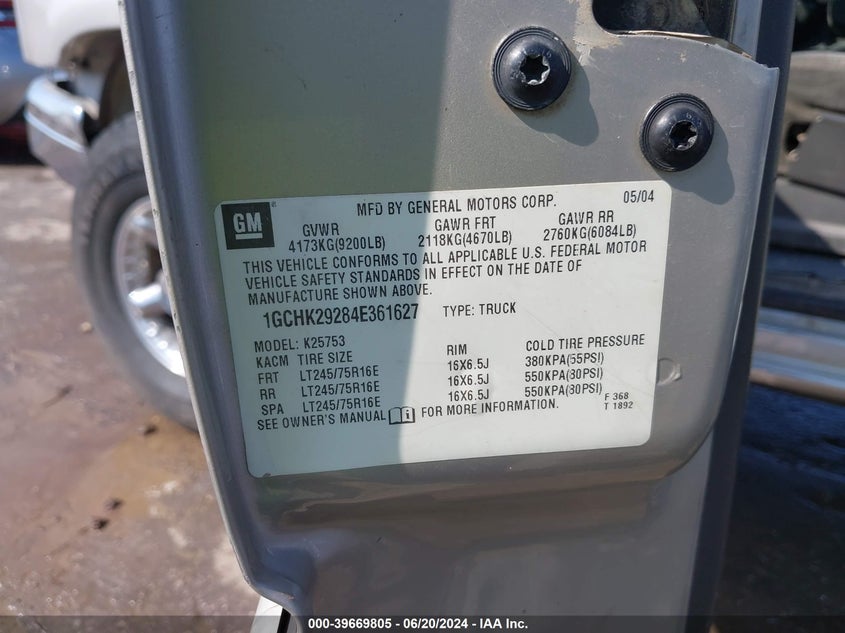 GM
MFD BY GENERAL MOTORS CORP. 05/04
GVWR GAWR FRT GAWR RR
4173KG(9200LB) 2118KG(4670LB) 2760KG(6084LB)
THIS VEHICLE CONFORMS TO ALL APPLICABLE U.S. FEDERAL MOTOR
VEHICLE SAFETY STANDARDS IN EFFECT ON THE DATE OF
MANUFACTURE SHOWN ABOVE.
1GCHK29284E361627 TYPE: TRUCK
MODEL: K25753
KACM TIRE SIZE RIM COLD TIRE PRESSURE
FRT LT245/75R16E 16X6.5J 380KPA(55PSI)
RR LT245/75R16E 16X6.5J 550KPA(80PSI)
SPA LT245/75R16E 16X6.5J 550KPA(80PSI)
SEE OWNER'S MANUAL FOR MORE INFORMATION.
F 368
T 1892
000--39669805 - 06/20/2024 - IAA Inc.